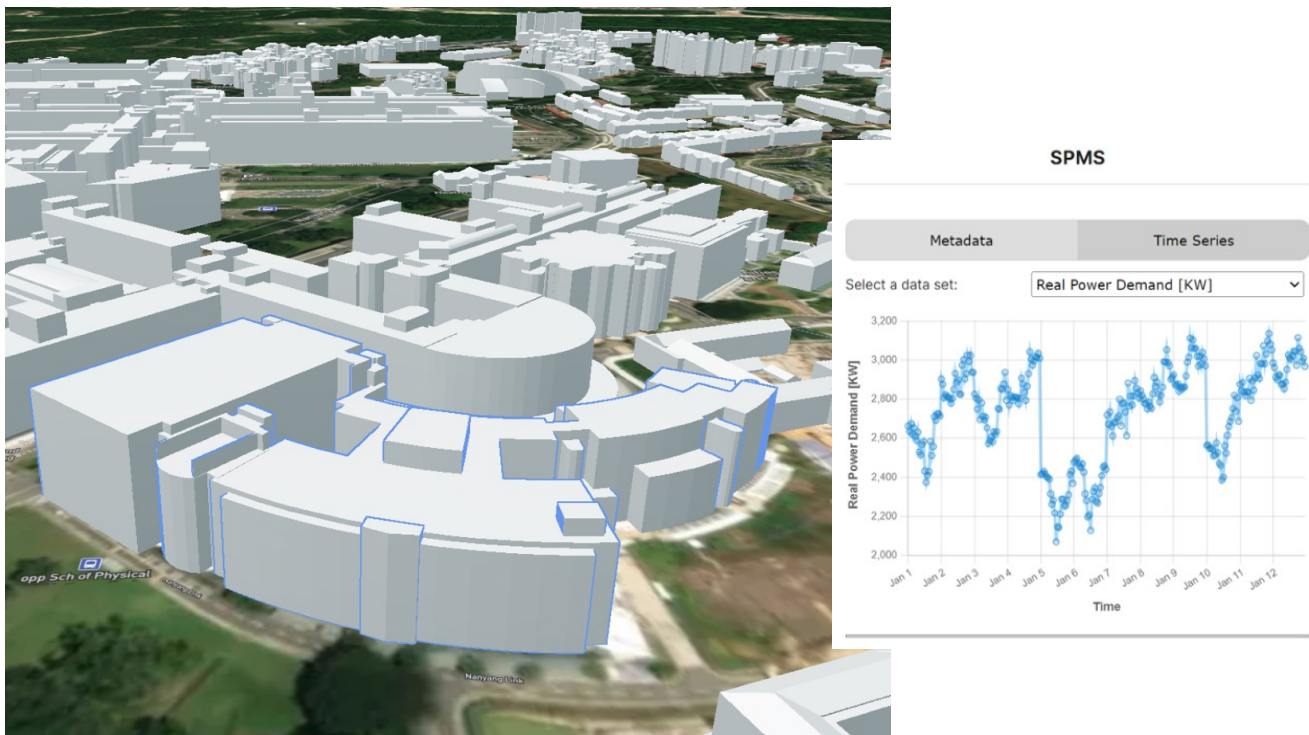 opp Sch of Physical
Nanyang Link
Nanyang Link
SPMS
Metadata
Time Series
Select a data set:
Real Power Demand [KW]
3,200
3,000
2,800
2,600
2,400
2,200
2,000
Real Power Demand [KW]
Jan 1
Jan 2
Jan 3
Jan 4
Jan 5
Jan 6
Jan 7
Jan 8
Jan 9
Jan 10
Jan 11
Jan 12
Time